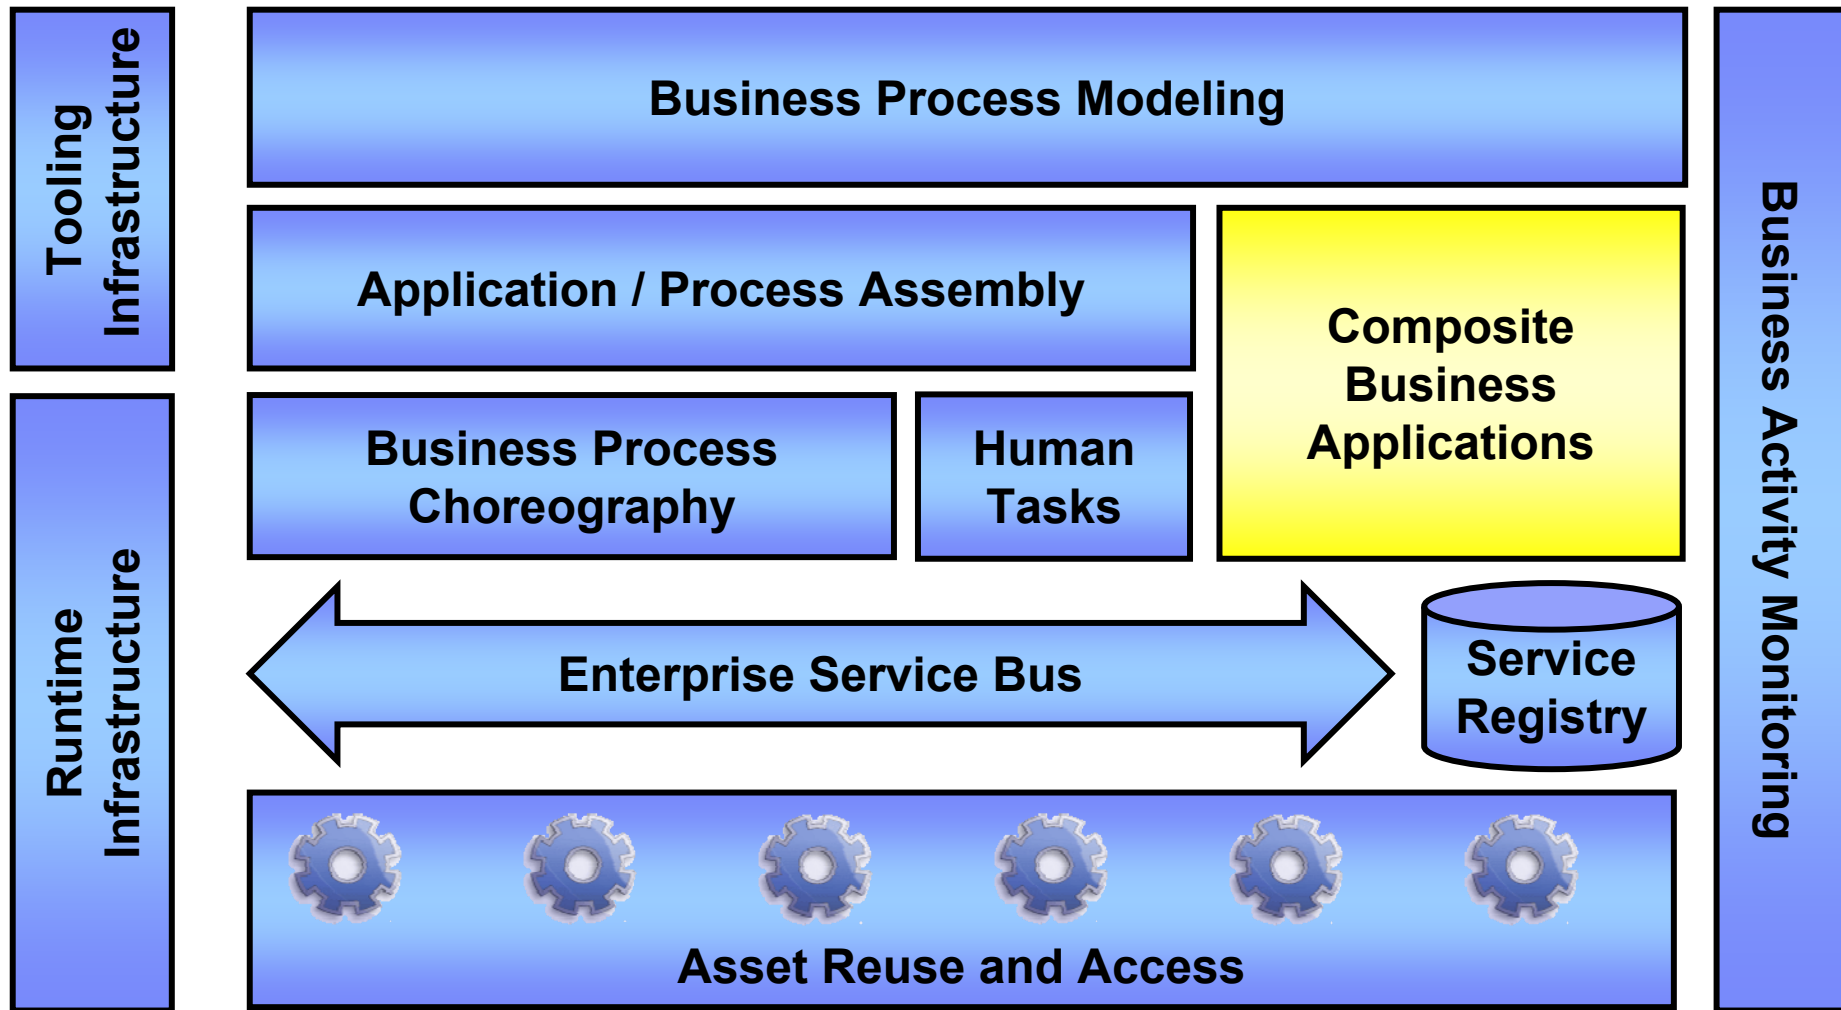 Tooling
Infrastructure
Business Process Modeling
Application / Process Assembly
Composite
Business
Applications
Business Activity Monitoring
Runtime
Infrastructure
Business Process
Choreography
Human
Tasks
Enterprise Service Bus
Service
Registry
Asset Reuse and Access